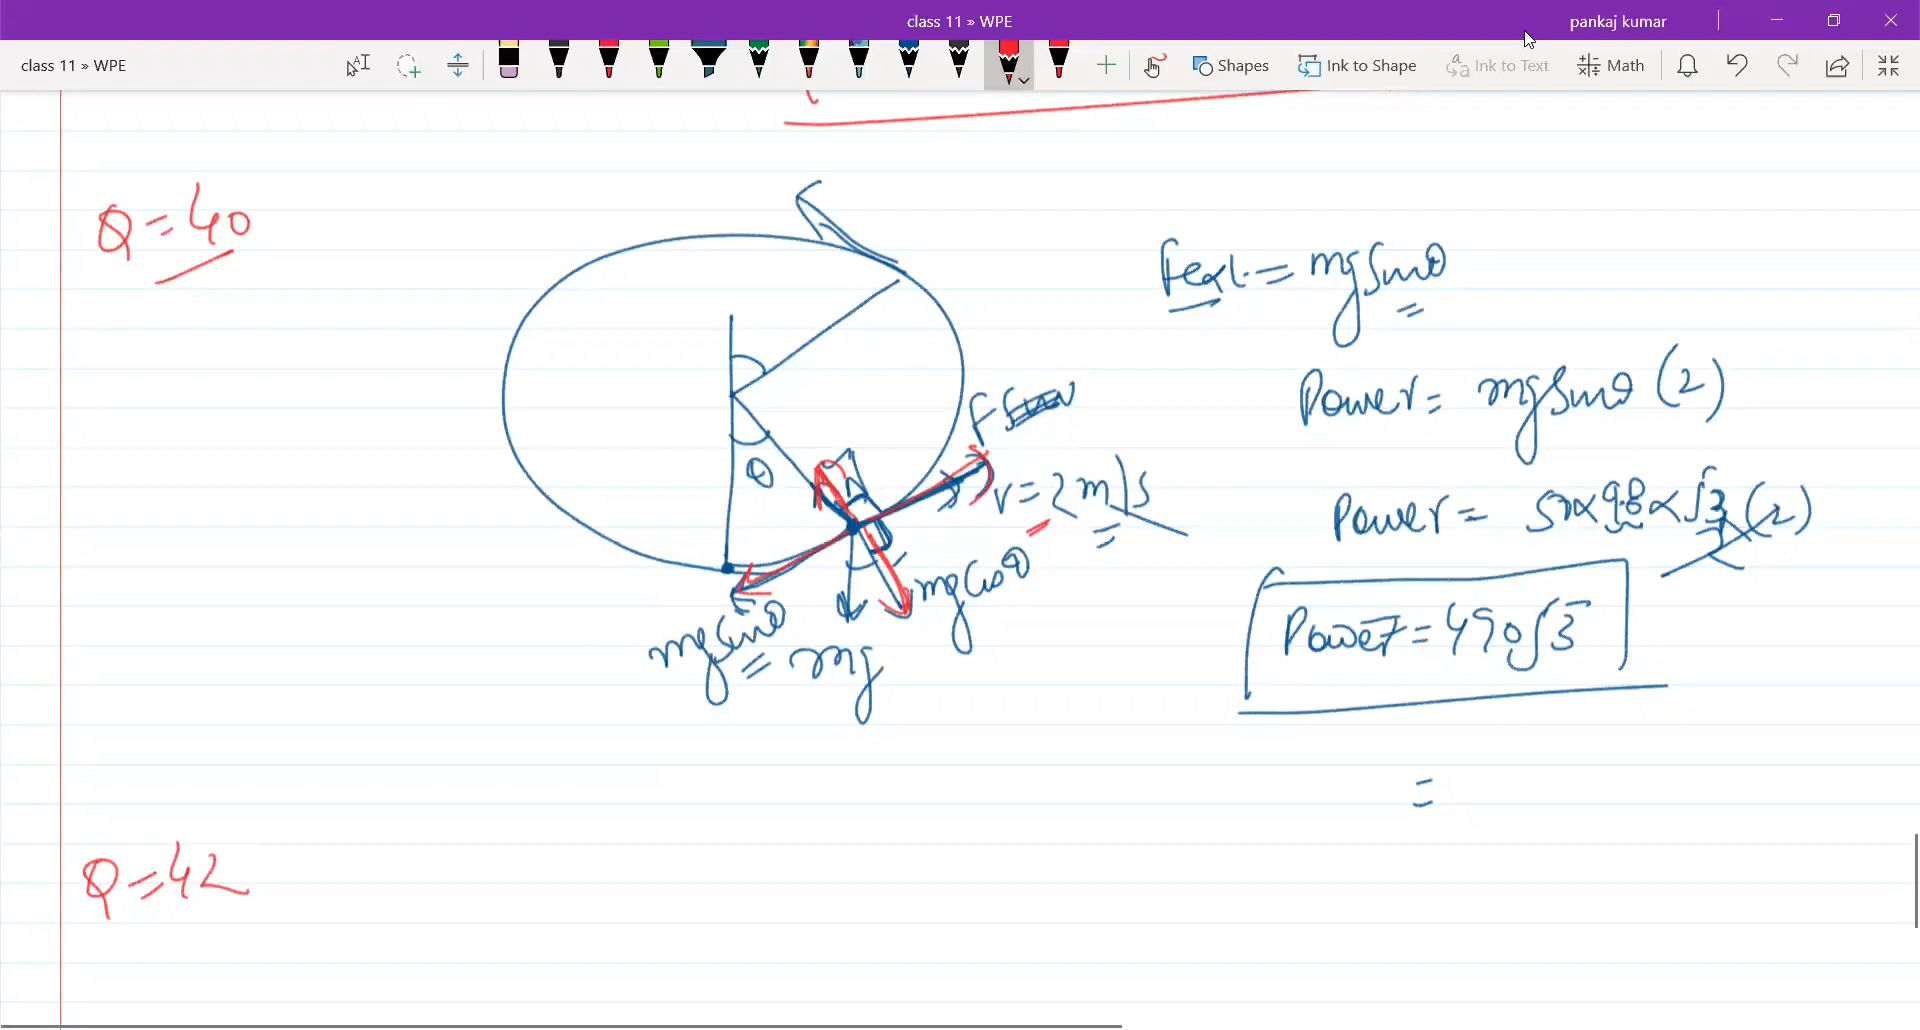 class 11 » WPE
pankaj kumar
class 11 » WPE
Shapes
Ink to Shape
Ink to Text
Math
Q = 40
Fext. = mg Sinθ
Power = mg Sinθ (2)
F
θ
N
v = 2 m/s
Power = 50 × 9.8 × √3/2 (2)
mg Cosθ
mg Sinθ
mg
Power = 490√3
=
Q = 42